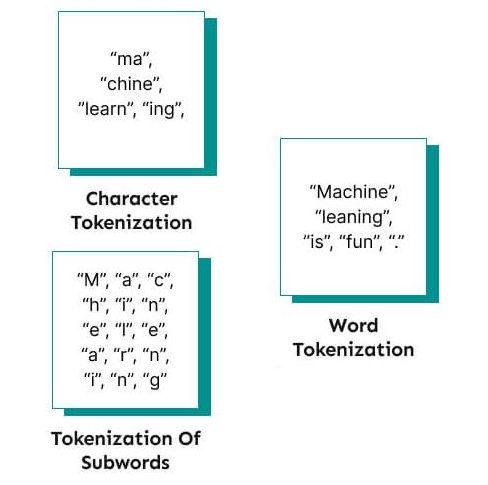 “ma”,
“chine”,
”learn”, “ing”,
Character
Tokenization
“M”, “a”, “c”,
“h”, “i”, “n”,
“e”, “l”, “e”,
“a”, “r”, “n”,
“i”, “n”, “g”
Tokenization Of
Subwords
“Machine”,
“leaning”,
”is”, “fun”, “.”
Word
Tokenization